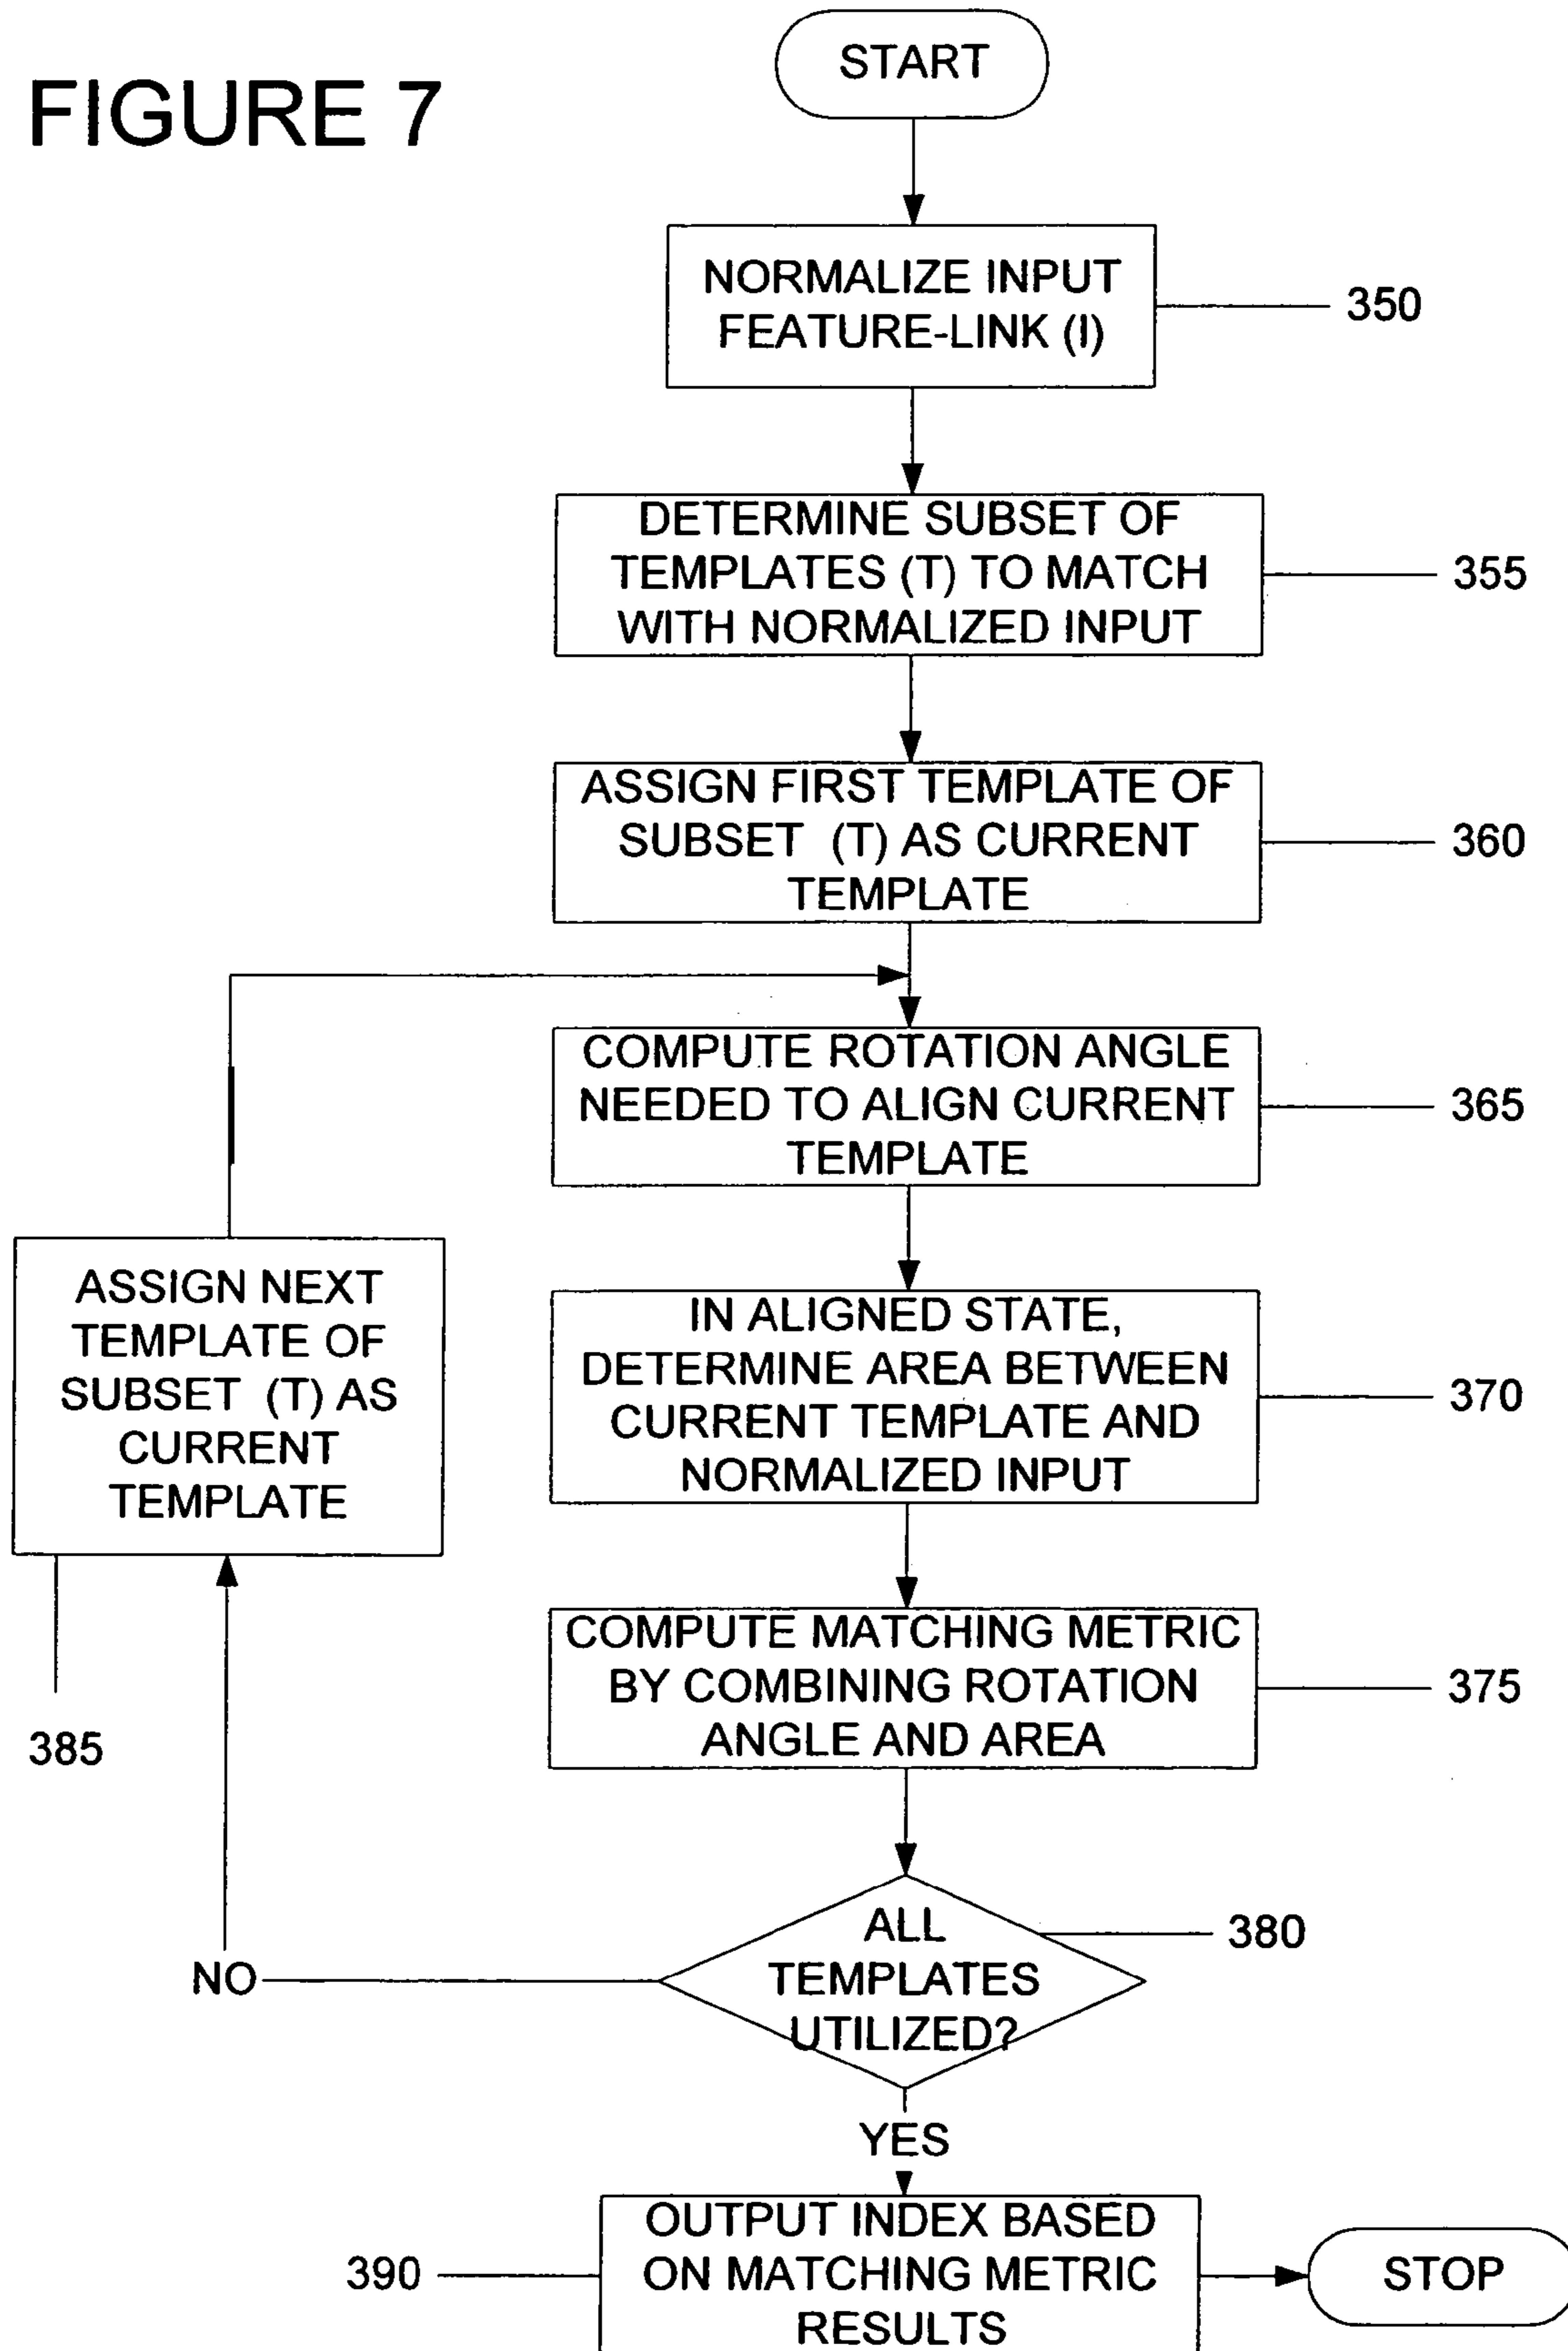 FIGURE 7
START
NORMALIZE INPUT
FEATURE-LINK (I)
350
DETERMINE SUBSET OF
TEMPLATES (T) TO MATCH
WITH NORMALIZED INPUT
355
ASSIGN FIRST TEMPLATE OF
SUBSET (T) AS CURRENT
TEMPLATE
360
COMPUTE ROTATION ANGLE
NEEDED TO ALIGN CURRENT
TEMPLATE
365
ASSIGN NEXT
TEMPLATE OF
SUBSET (T) AS
CURRENT
TEMPLATE
385
IN ALIGNED STATE,
DETERMINE AREA BETWEEN
CURRENT TEMPLATE AND
NORMALIZED INPUT
370
COMPUTE MATCHING METRIC
BY COMBINING ROTATION
ANGLE AND AREA
375
ALL
TEMPLATES
UTILIZED?
380
NO
YES
OUTPUT INDEX BASED
ON MATCHING METRIC
RESULTS
390
STOP